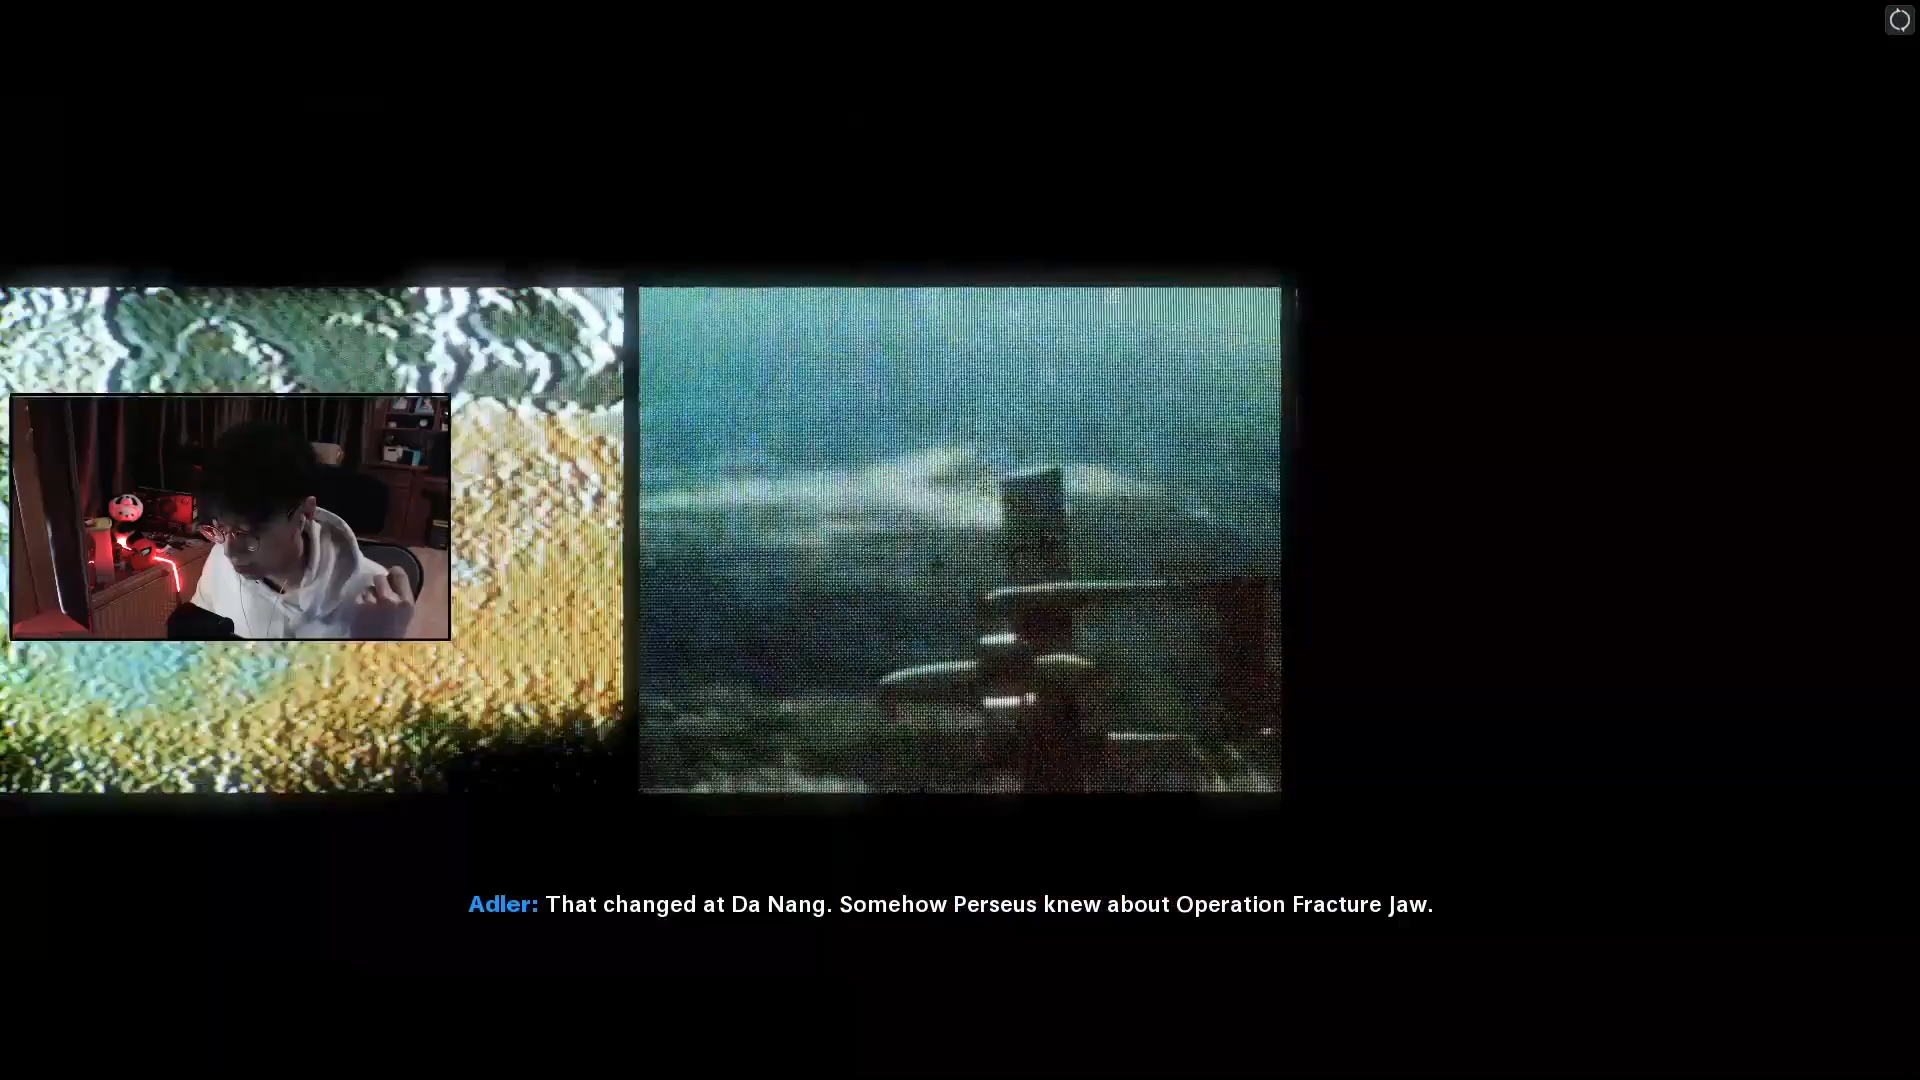 Adler: That changed at Da Nang. Somehow Perseus knew about Operation Fracture Jaw.